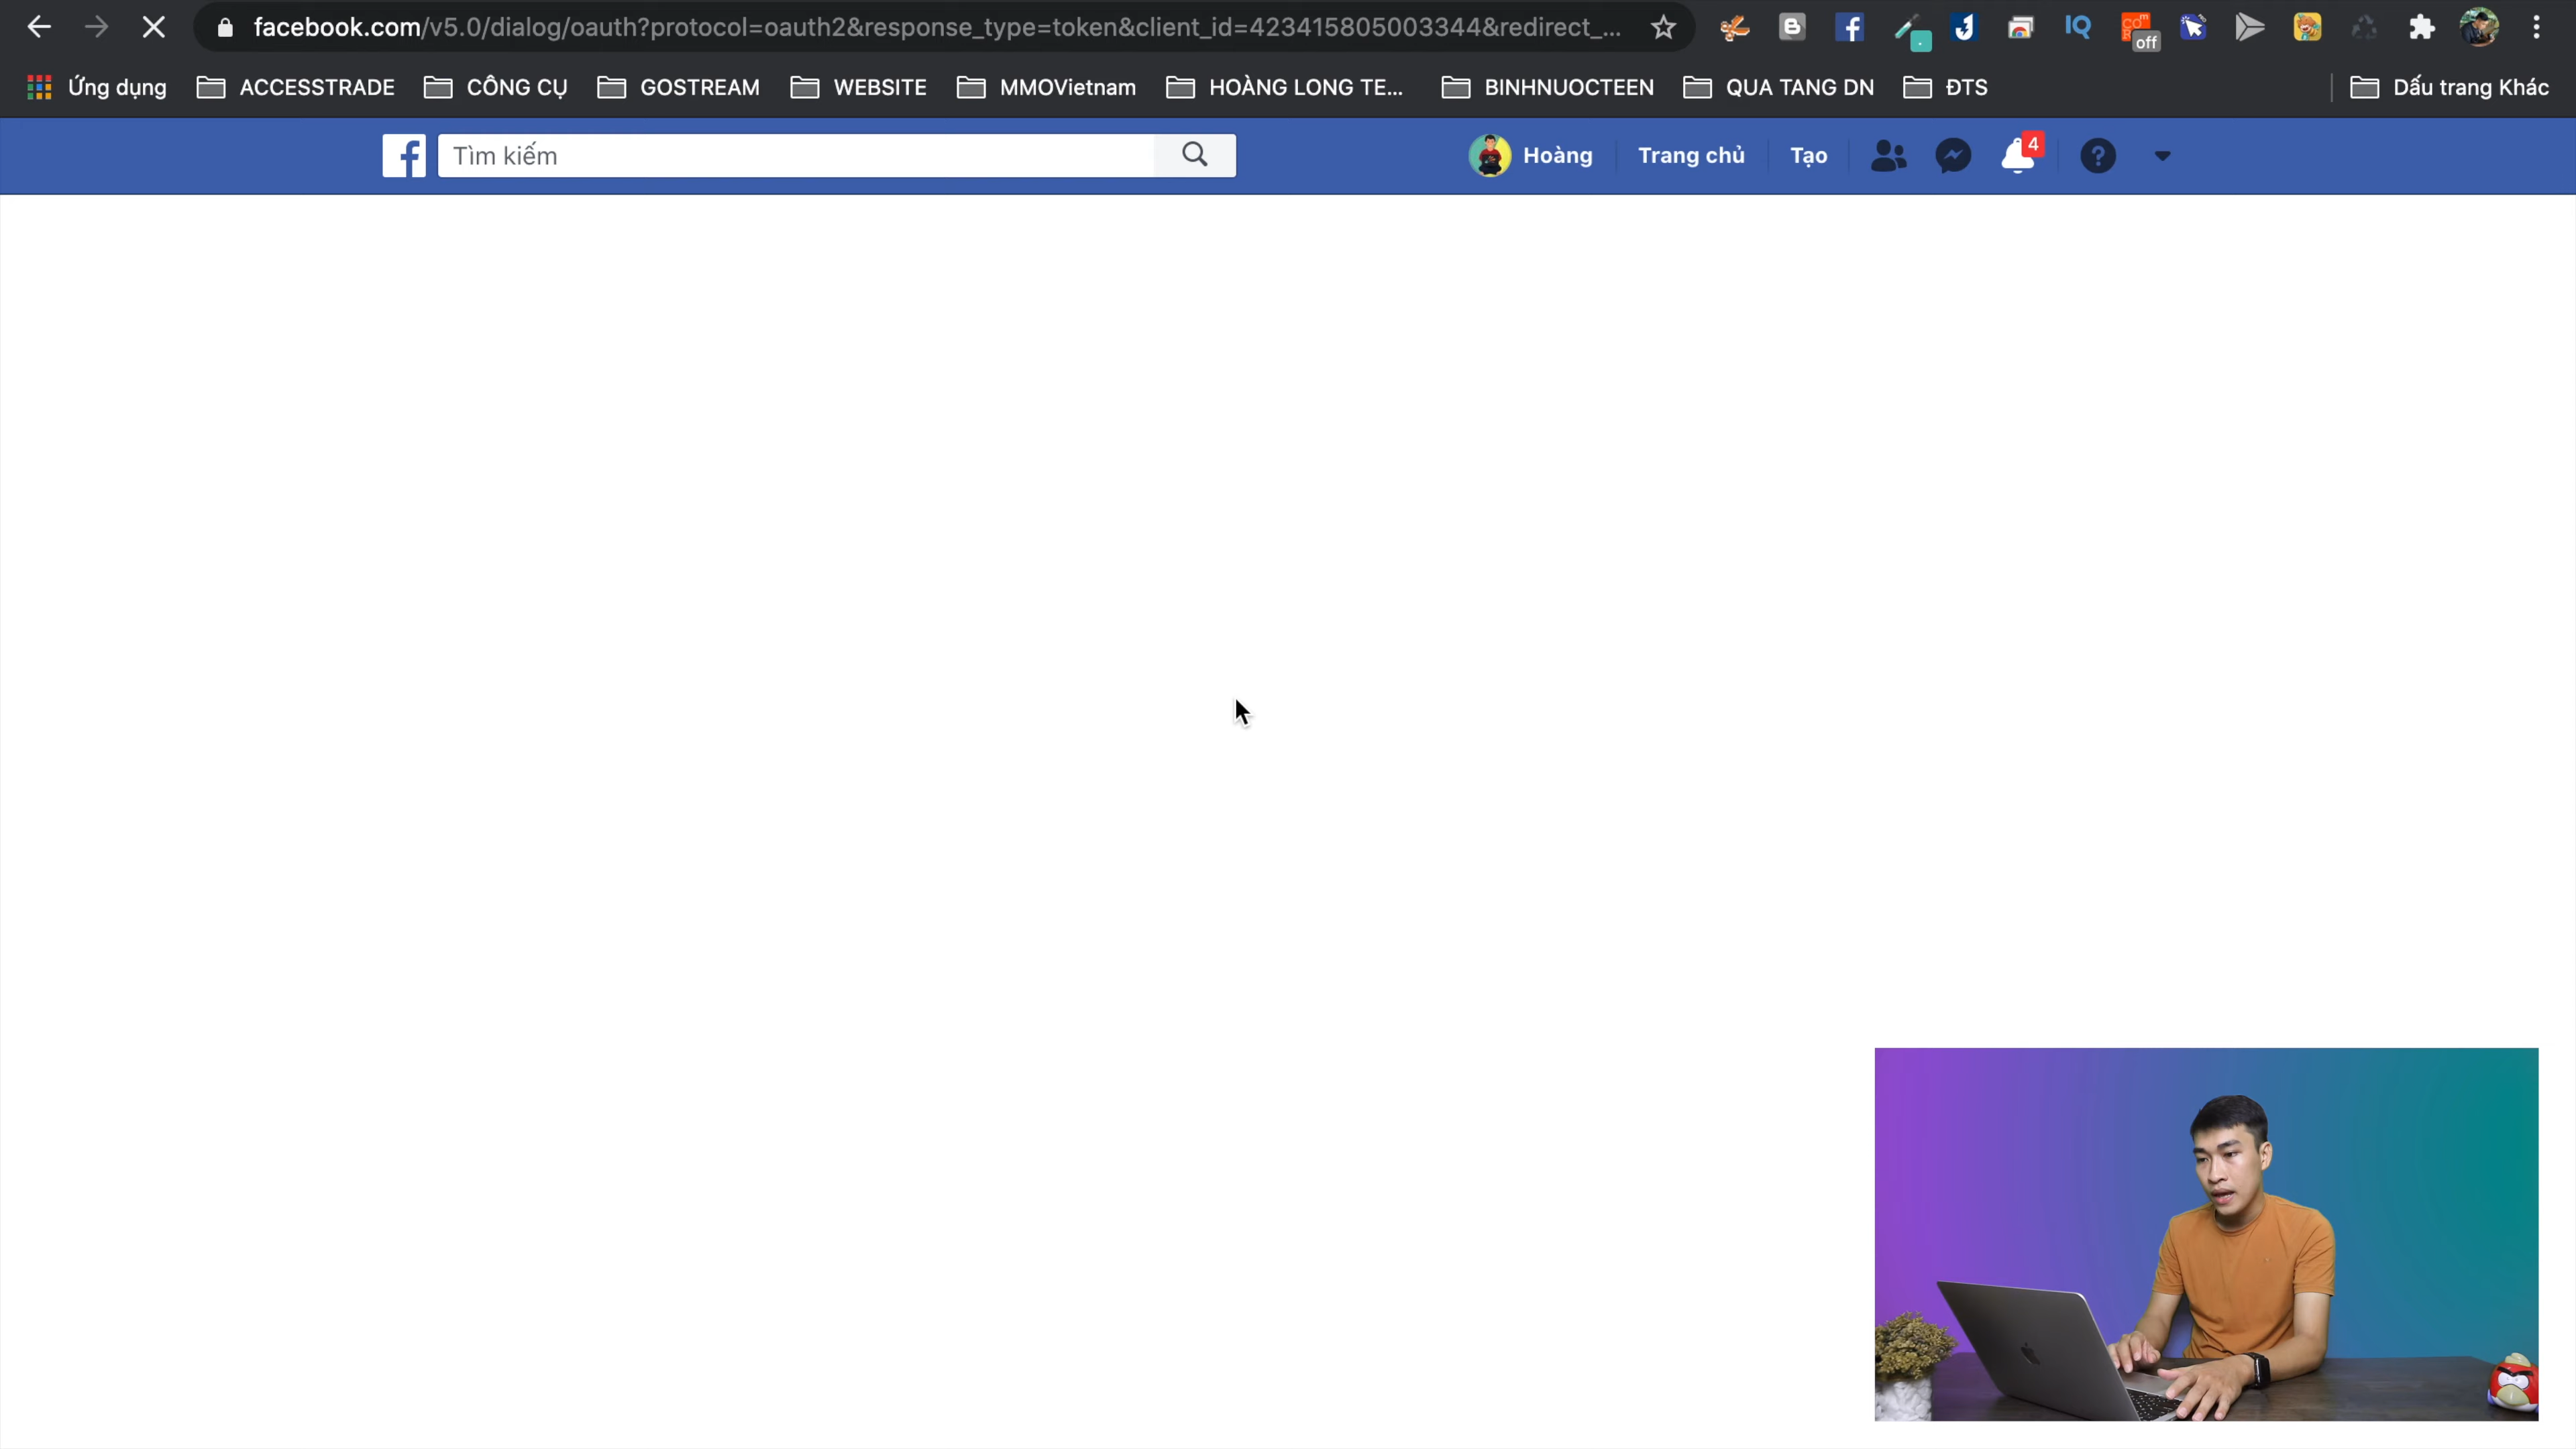 facebook.com/v5.0/dialog/oauth?protocol=oauth2&response_type=token&client_id=423415805003344&redirect_...
IQ
off
Ứng dụng
ACCESSTRADE
CÔNG CỤ
GOSTREAM
WEBSITE
MMOVietnam
HOÀNG LONG TE...
BINHNUOCTEEN
QUA TANG DN
ĐTS
Dấu trang Khác
Tìm kiếm
Hoàng
Trang chủ
Tạo
4